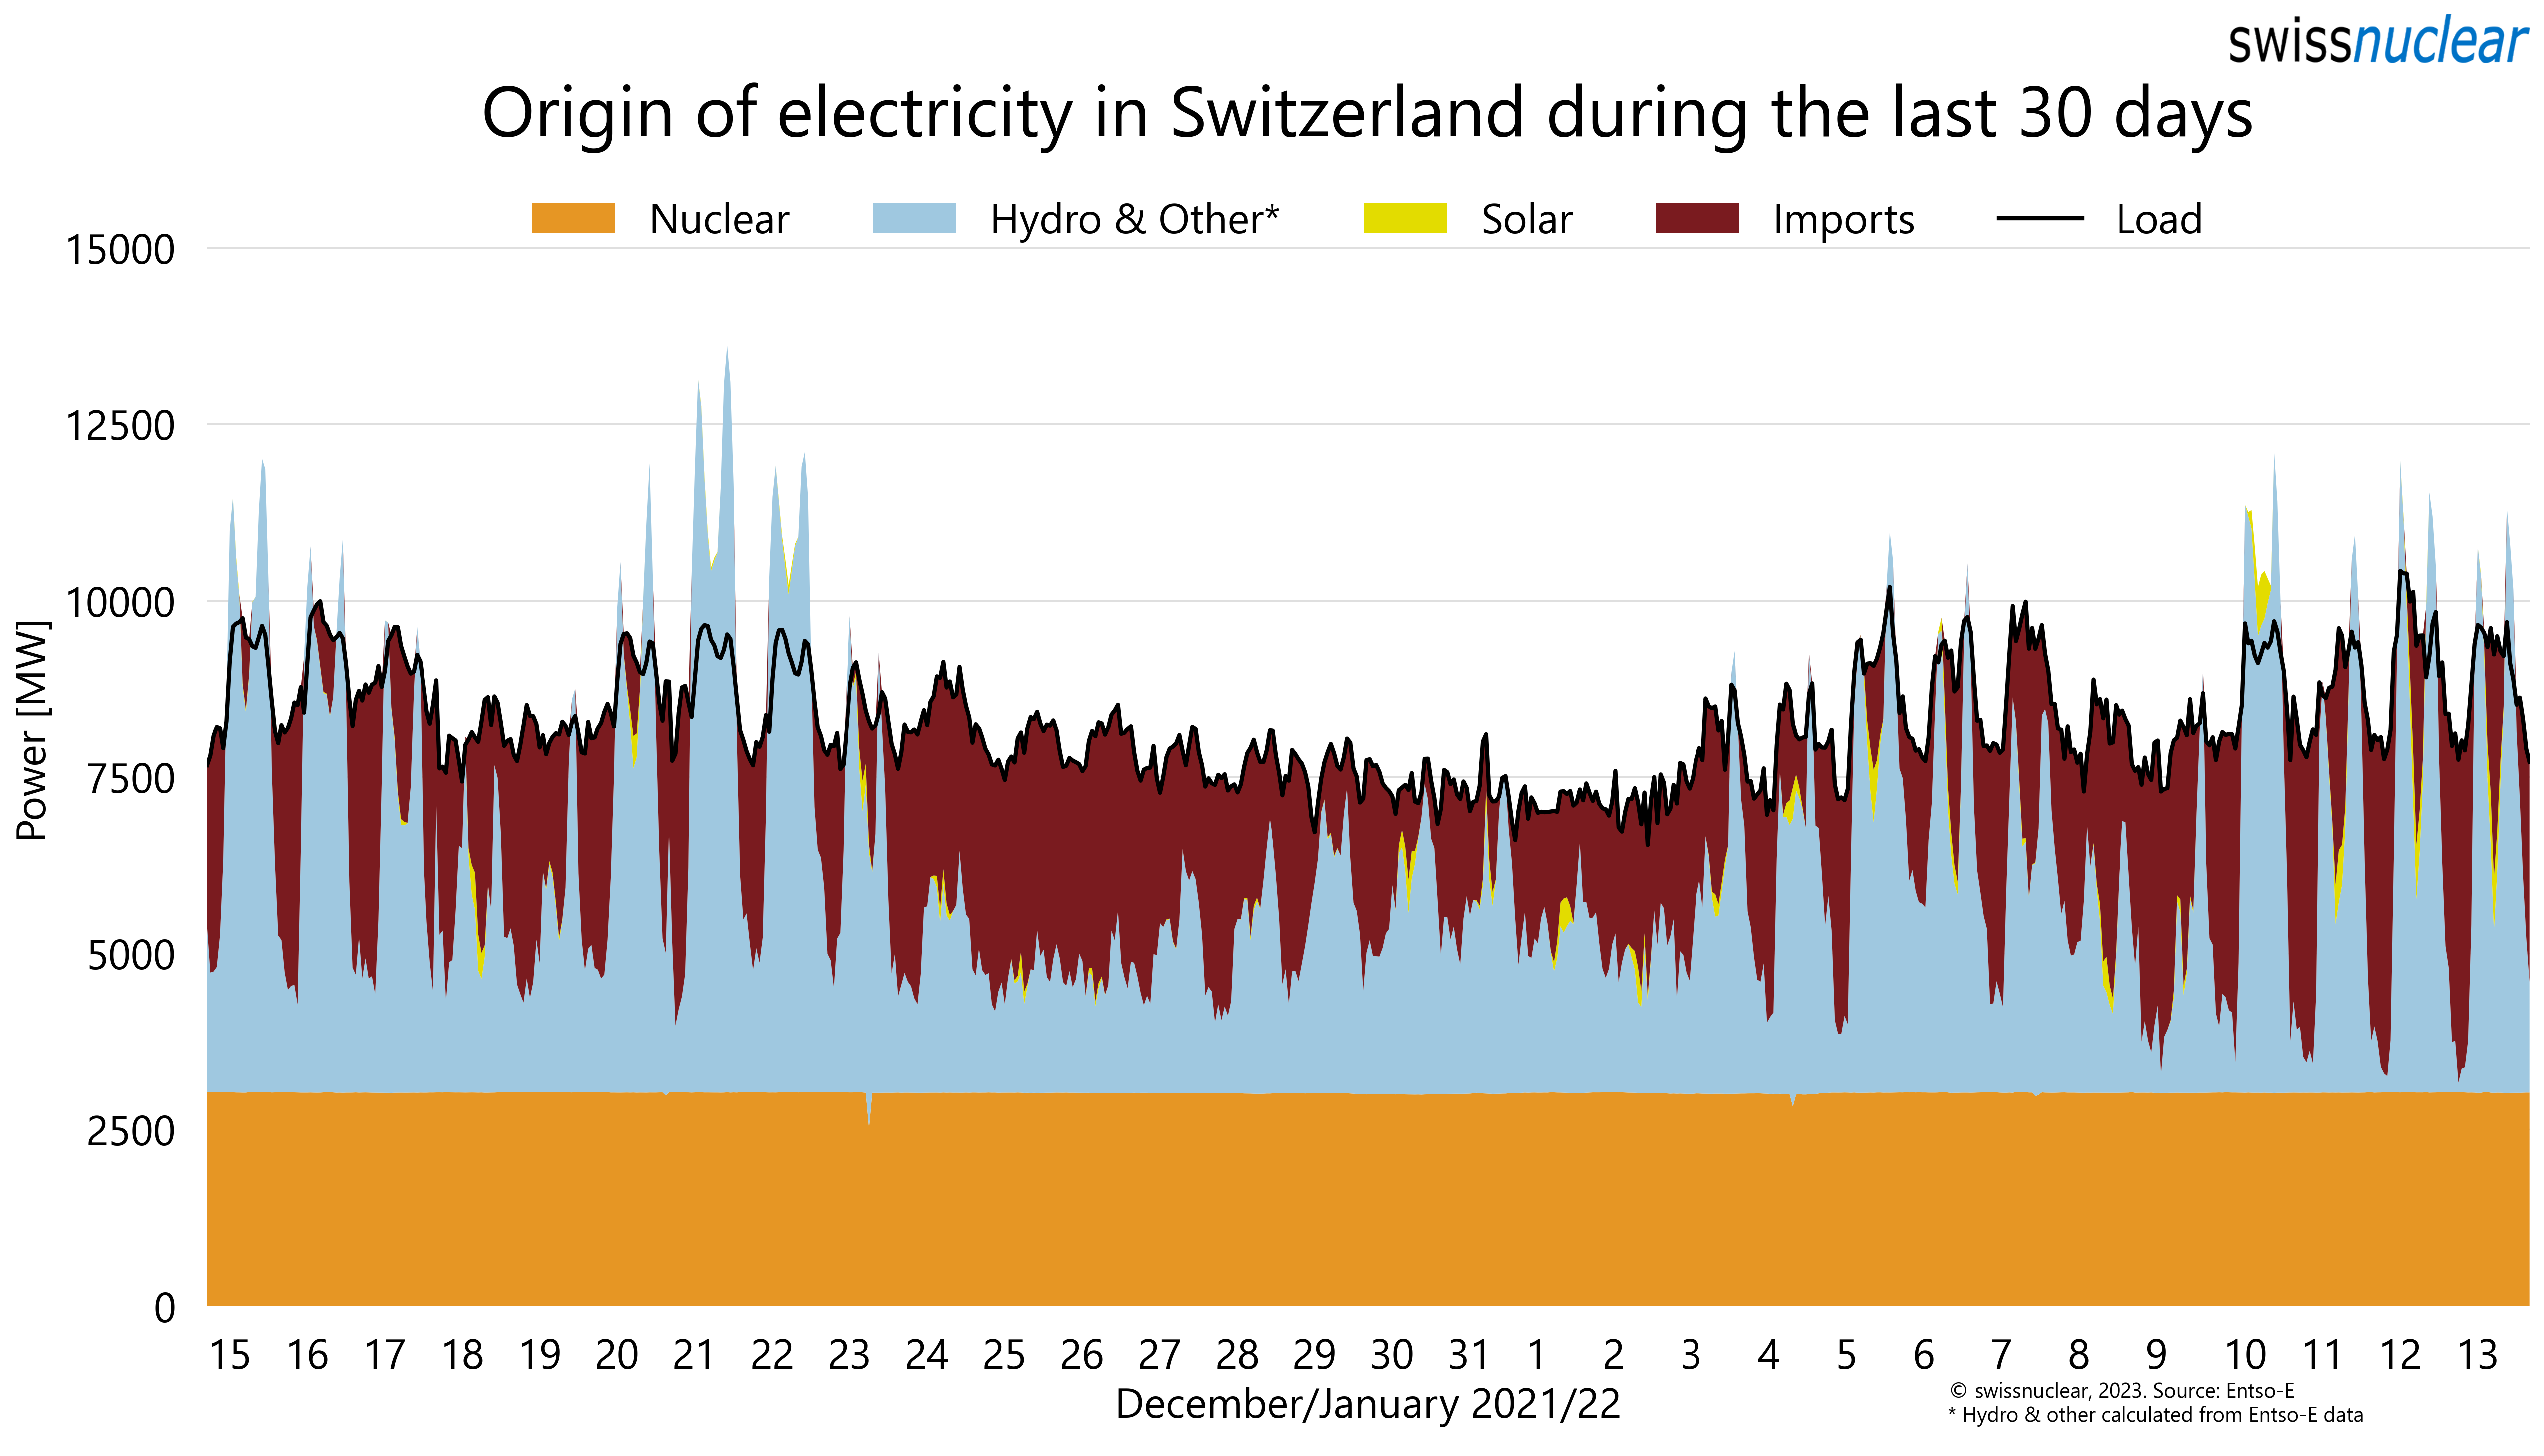 swissnuclear
Origin of electricity in Switzerland during the last 30 days
Nuclear Hydro & Other* Solar Imports Load
15000
12500
10000
7500
5000
2500
0
Power [MW]
15 16 17 18 19 20 21 22 23 24 25 26 27 28 29 30 31 1 2 3 4 5 6 7 8 9 10 11 12 13
December/January 2021/22
© swissnuclear, 2023. Source: Entso-E
* Hydro & other calculated from Entso-E data